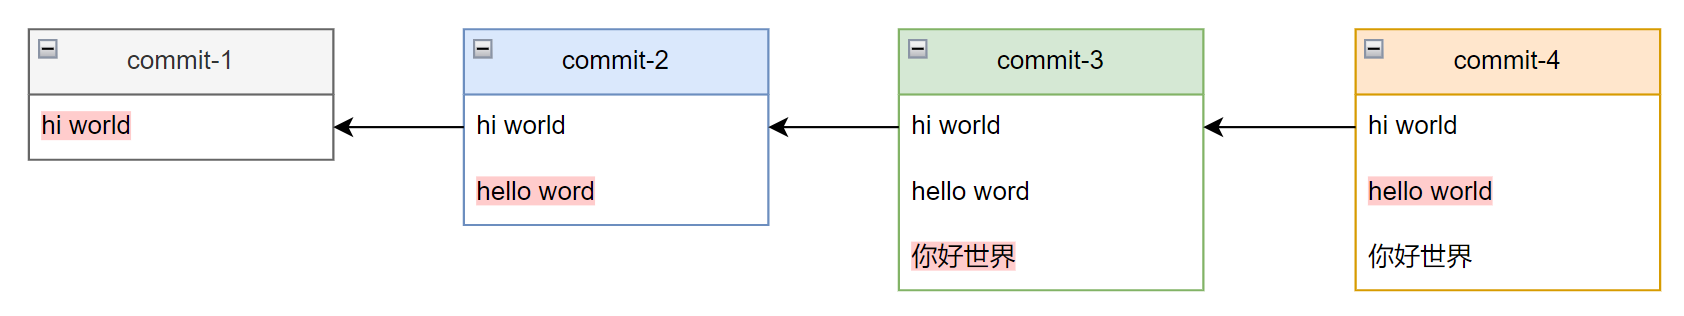 commit-1
hi world
commit-2
hi world
hello word
commit-3
hi world
hello word
你好世界
commit-4
hi world
hello world
你好世界